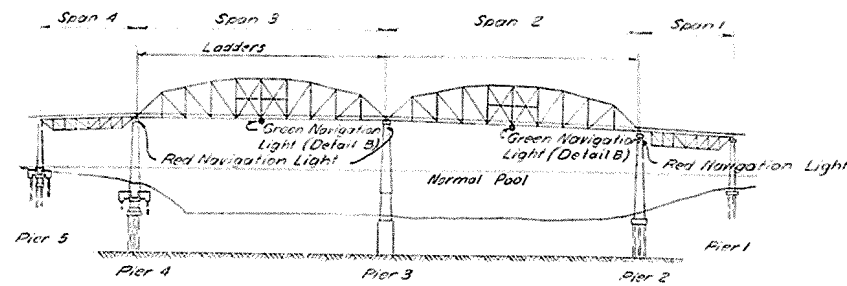 Span 4
Span 3
Span 2
Span 1
Ladders
Green Navigation
Light (Detail B)
Green Navigation
Light (Detail B)
Red Navigation Light
Red Navigation Light
Normal Pool
Pier 5
Pier 4
Pier 3
Pier 2
Pier 1